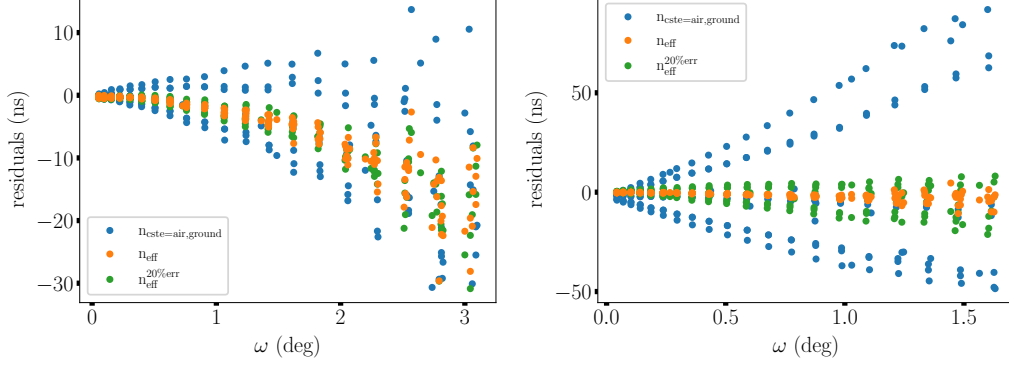 10
0
−10
−20
−30
residuals (ns)
n_cste=air,ground
n_eff
n_eff^20%err
0
1
2
3
ω (deg)
50
0
−50
residuals (ns)
n_cste=air,ground
n_eff
n_eff^20%err
0.0
0.5
1.0
1.5
ω (deg)